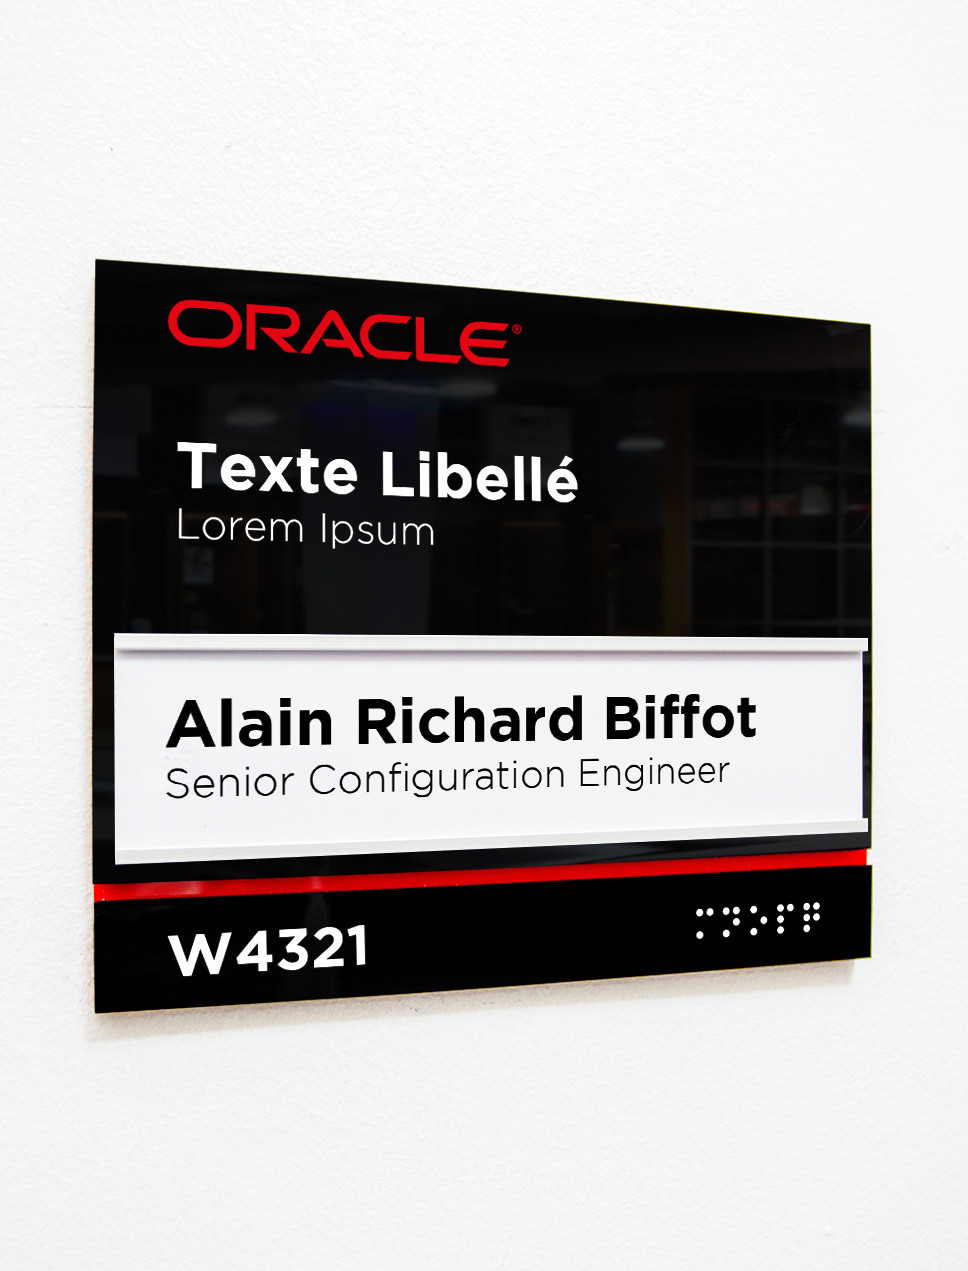 ORACLE®
Texte Libellé
Lorem Ipsum
Alain Richard Biffot
Senior Configuration Engineer
W4321